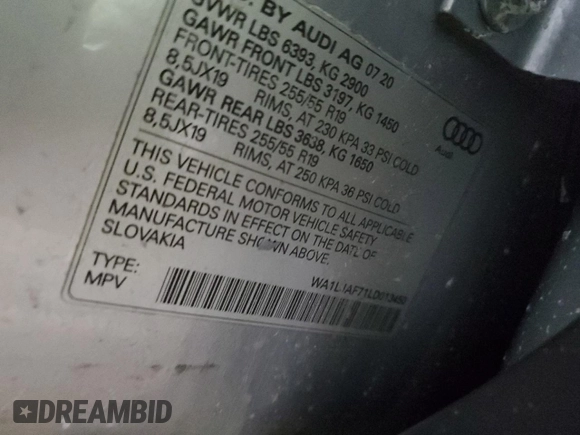 BY AUDI AG 07 20
GVWR LBS 6393, KG 2900
GAWR FRONT LBS 3197, KG 1450
FRONT-TIRES 255/55 R19
8,5JX19 RIMS, AT 230 KPA 33 PSI COLD
GAWR REAR LBS 3638, KG 1650
REAR-TIRES 255/55 R19
8,5JX19 RIMS, AT 250 KPA 36 PSI COLD
THIS VEHICLE CONFORMS TO ALL APPLICABLE
U.S. FEDERAL MOTOR VEHICLE SAFETY
STANDARDS IN EFFECT ON THE DATE OF
MANUFACTURE SHOWN ABOVE.
SLOVAKIA
TYPE:
MPV
Audi
DREAMBID